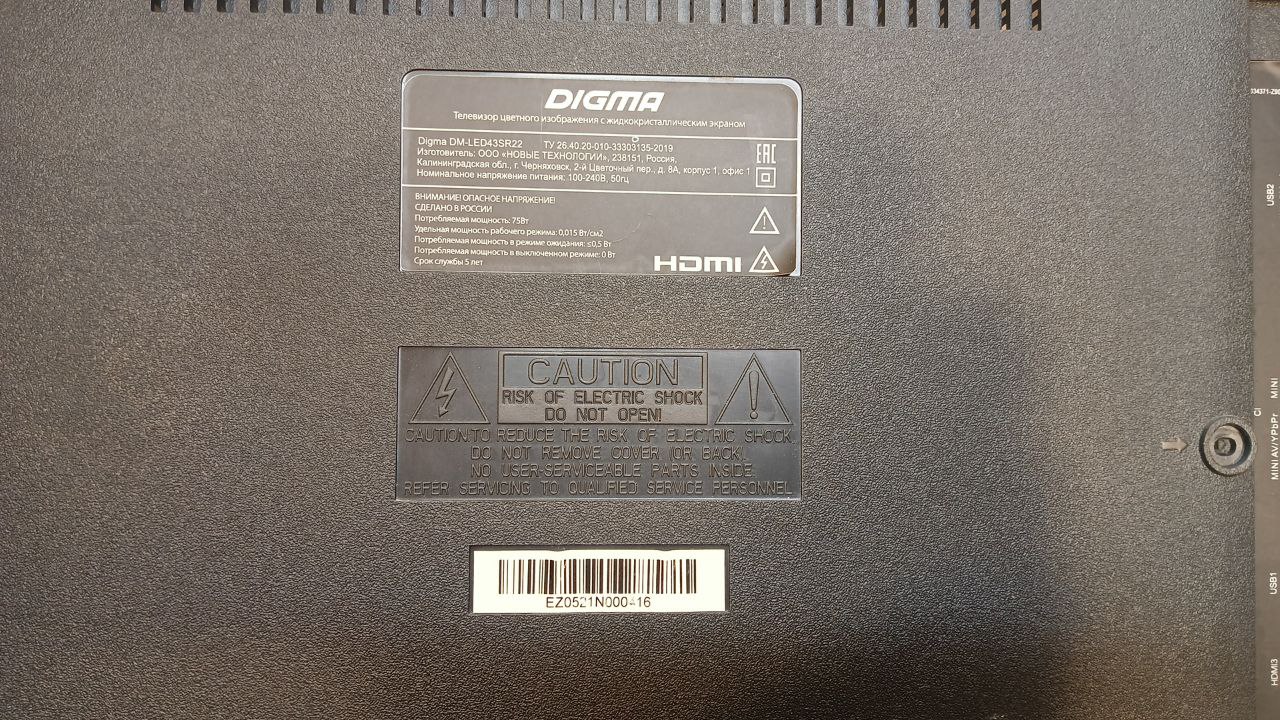 DIGMA
Телевизор цветного изображения с жидкокристаллическим экраном
Digma DM-LED43SR22 ТУ 26.40.20-010-33303135-2019
Изготовитель: ООО «НОВЫЕ ТЕХНОЛОГИИ», 238151, Россия,
Калининградская обл., г. Черняховск, 2-й Цветочный пер., д. 8А, корпус 1, офис 1
Номинальное напряжение питания: 100-240В, 50гц
EAC
ВНИМАНИЕ! ОПАСНОЕ НАПРЯЖЕНИЕ!
СДЕЛАНО В РОССИИ
Потребляемая мощность: 75Вт
Удельная мощность рабочего режима: 0,015 Вт/см2
Потребляемая мощность в режиме ожидания: ≤0,5 Вт
Потребляемая мощность в выключенном режиме: 0 Вт
Срок службы 5 лет
HDMI
CAUTION
RISK OF ELECTRIC SHOCK
DO NOT OPEN!
CAUTION:TO REDUCE THE RISK OF ELECTRIC SHOCK,
DO NOT REMOVE COVER (OR BACK).
NO USER-SERVICEABLE PARTS INSIDE.
REFER SERVICING TO QUALIFIED SERVICE PERSONNEL
EZ0521N000416
USB2
MINI
CI
MINI AV/YPbPr
USB1
HDMI3